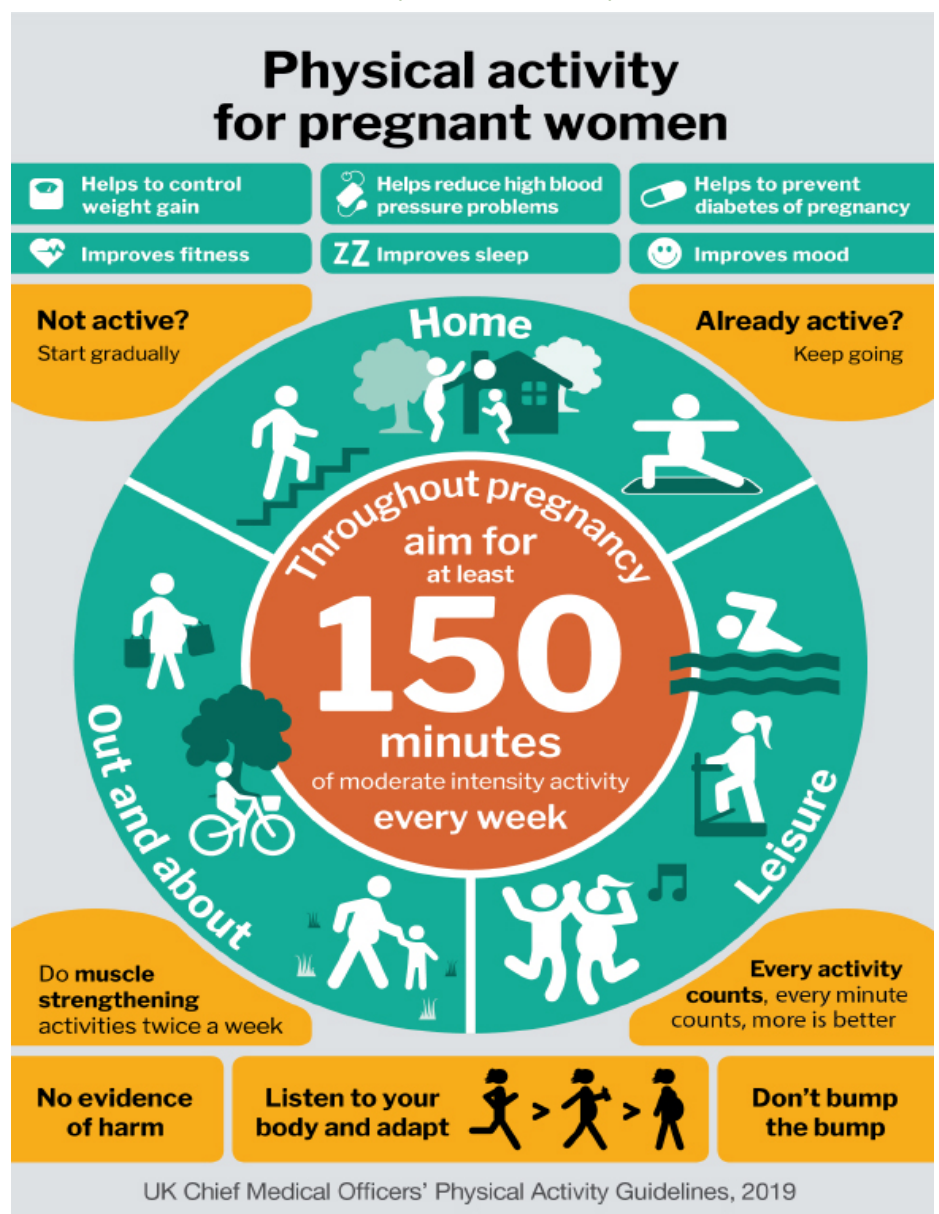 Physical activity
for pregnant women
Helps to control
weight gain
Helps reduce high blood
pressure problems
Helps to prevent
diabetes of pregnancy
Improves fitness
ZZ Improves sleep
Improves mood
Not active?
Start gradually
Already active?
Keep going
Home
Throughout pregnancy
aim for
at least
150
minutes
of moderate intensity activity
every week
Out and about
Leisure
Do muscle
strengthening
activities twice a week
Every activity
counts, every minute
counts, more is better
No evidence
of harm
Listen to your
body and adapt
> >
Don't bump
the bump
UK Chief Medical Officers' Physical Activity Guidelines, 2019